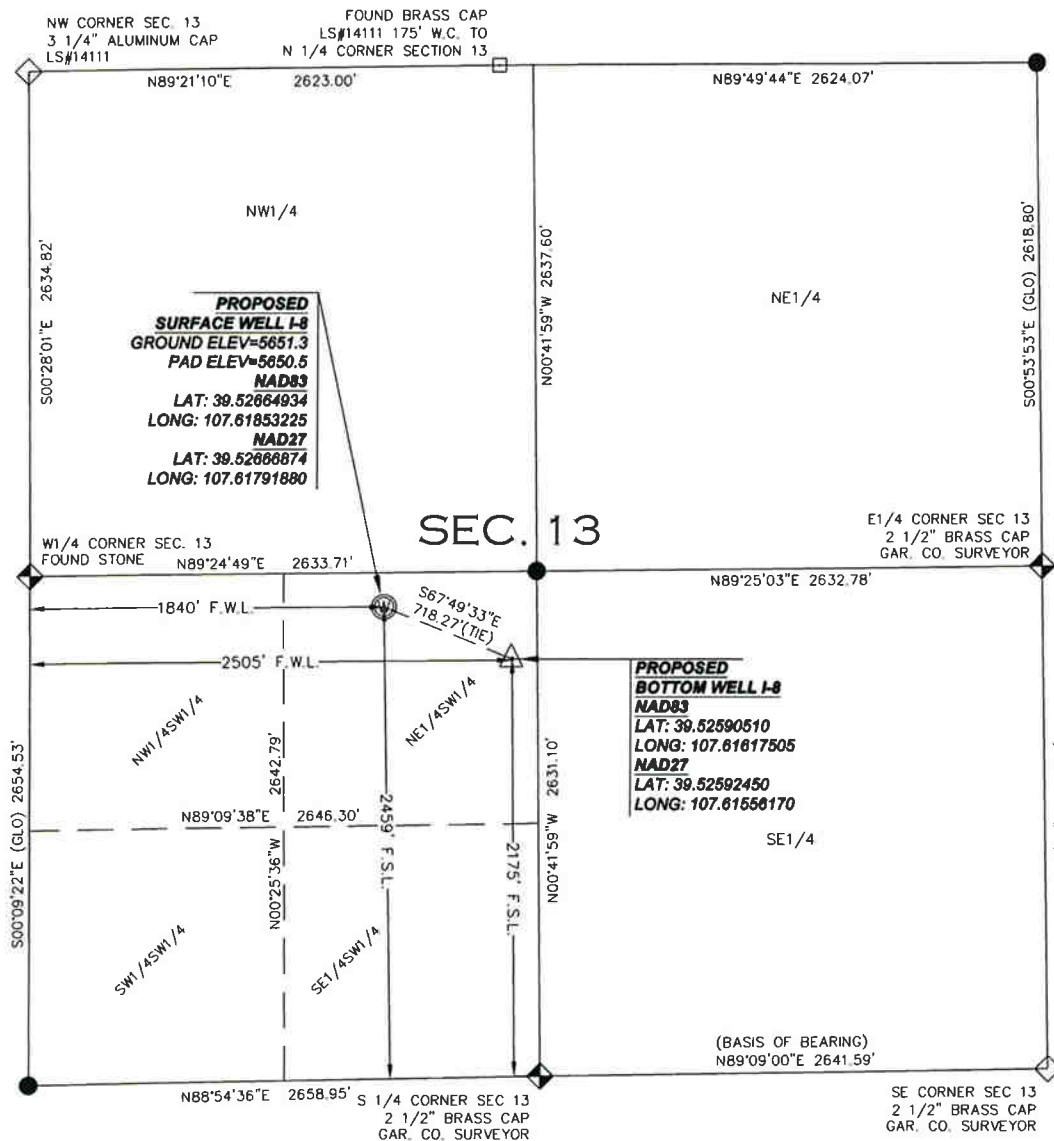 NW CORNER SEC. 13
3 1/4" ALUMINUM CAP
LS#14111
FOUND BRASS CAP
LS#14111 175' W.C. TO
N 1/4 CORNER SECTION 13
N89°21'10"E 2623.00'
N89°49'44"E 2624.07'
NW1/4
S00°28'01"E 2634.82'
N00°41'59"W 2637.60'
NE1/4
S00°53'53"E (GLO) 2618.80'
PROPOSED
SURFACE WELL I-8
GROUND ELEV=5651.3
PAD ELEV=5650.5
NAD83
LAT: 39.52664934
LONG: 107.61853225
NAD27
LAT: 39.52666874
LONG: 107.61791880
SEC. 13
E1/4 CORNER SEC 13
2 1/2" BRASS CAP
GAR. CO. SURVEYOR
W1/4 CORNER SEC. 13
FOUND STONE
N89°24'49"E 2633.71'
N89°25'03"E 2632.78'
1840' F.W.L.
W
S67°49'33"E
718.27'(TIE)
2505' F.W.L.
PROPOSED
BOTTOM WELL I-8
NAD83
LAT: 39.52590510
LONG: 107.61617505
NAD27
LAT: 39.52592450
LONG: 107.61556170
NW1/4SW1/4
NE1/4SW1/4
S00°09'22"E (GLO) 2654.53'
N00°25'36"W 2642.79'
N89°09'38"E 2646.30'
2459' F.S.L.
2175' F.S.L.
N00°41'59"W 2631.10'
SE1/4
SW1/4SW1/4
SE1/4SW1/4
(BASIS OF BEARING)
N89°09'00"E 2641.59'
N88°54'36"E 2658.95'
S 1/4 CORNER SEC 13
2 1/2" BRASS CAP
GAR. CO. SURVEYOR
SE CORNER SEC 13
2 1/2" BRASS CAP
GAR. CO. SURVEYOR